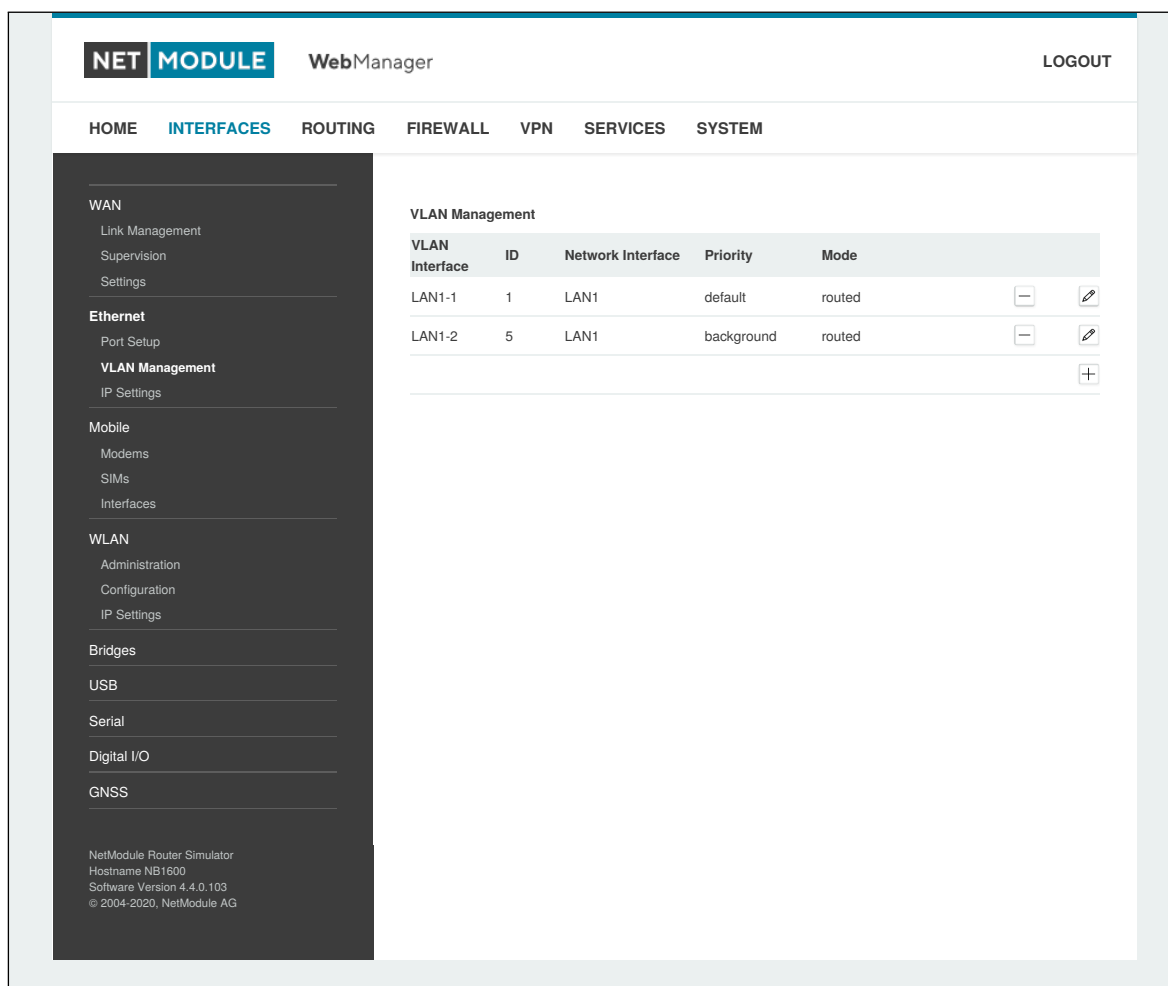 NET MODULE WebManager LOGOUT
HOME INTERFACES ROUTING FIREWALL VPN SERVICES SYSTEM
WAN
Link Management
Supervision
Settings
Ethernet
Port Setup
VLAN Management
IP Settings
Mobile
Modems
SIMs
Interfaces
WLAN
Administration
Configuration
IP Settings
Bridges
USB
Serial
Digital I/O
GNSS
NetModule Router Simulator
Hostname NB1600
Software Version 4.4.0.103
© 2004-2020, NetModule AG
VLAN Management
VLAN Interface ID Network Interface Priority Mode
LAN1-1 1 LAN1 default routed
LAN1-2 5 LAN1 background routed